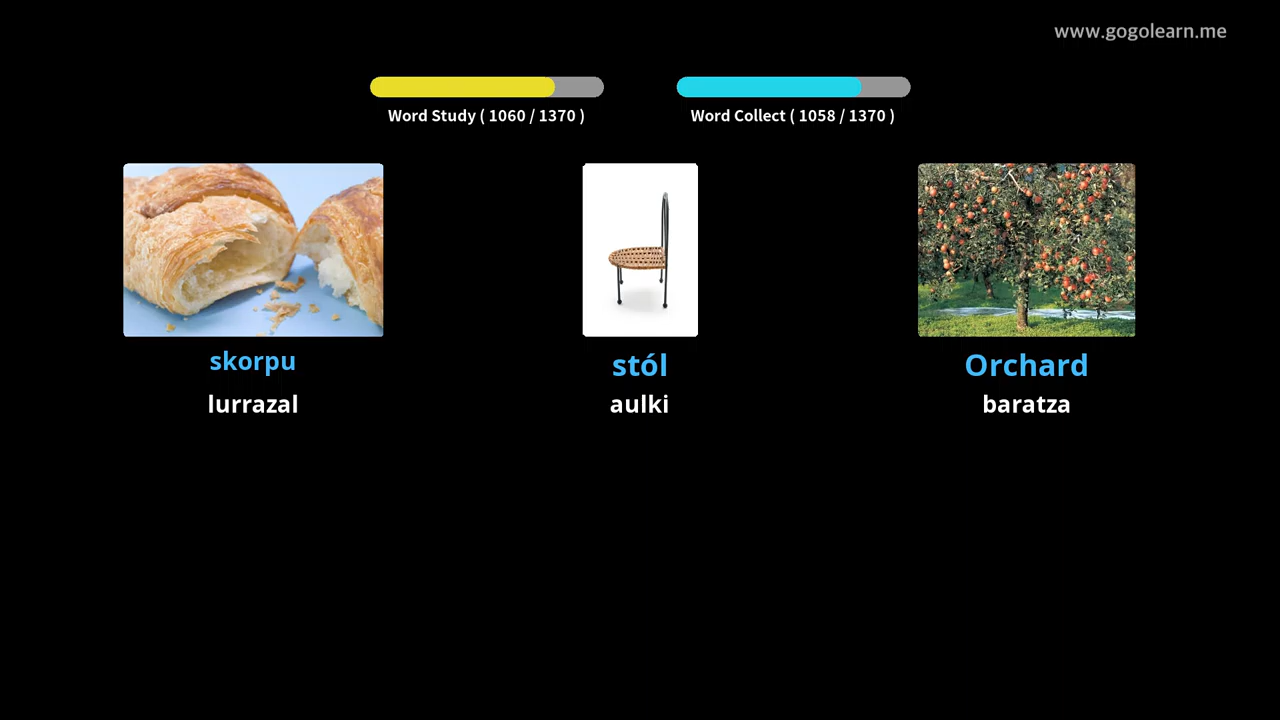 www.gogolearn.me
Word Study ( 1060 / 1370 )
Word Collect ( 1058 / 1370 )
skorpu
stól
Orchard
lurrazal
aulki
baratza